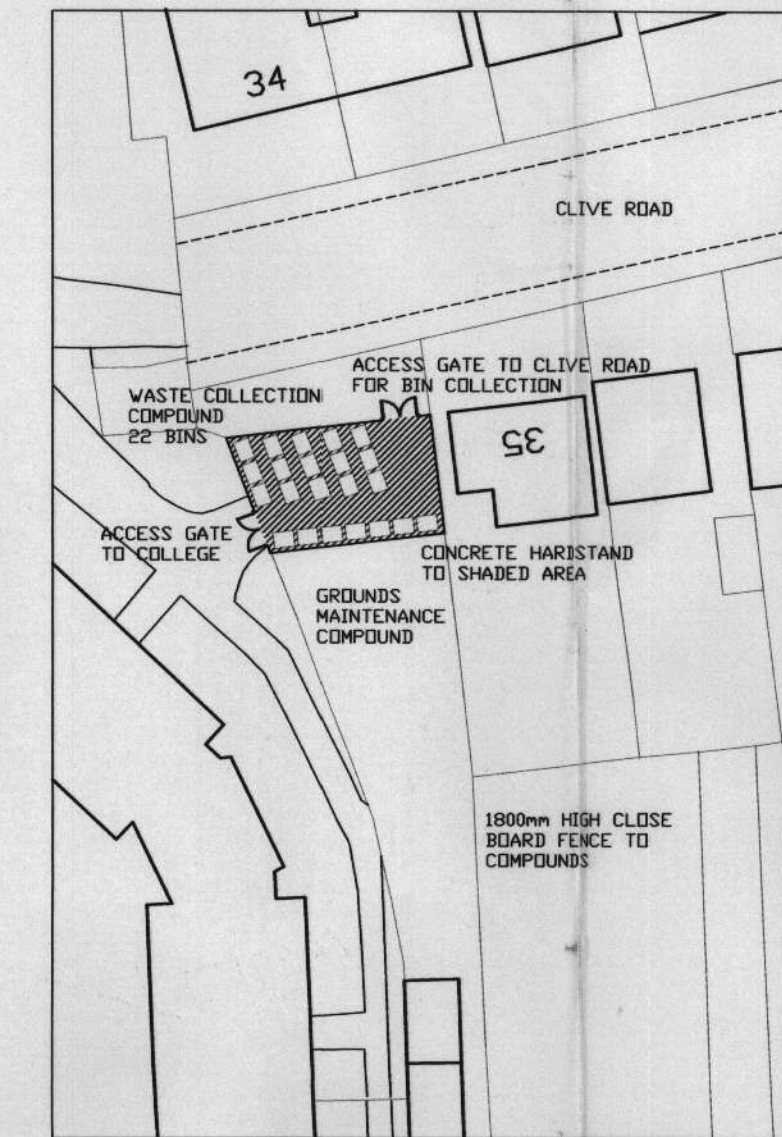 34
CLIVE ROAD
ACCESS GATE TO CLIVE ROAD
FOR BIN COLLECTION
WASTE COLLECTION
COMPOUND
22 BINS
35
ACCESS GATE
TO COLLEGE
CONCRETE HARDSTAND
TO SHADED AREA
GROUNDS
MAINTENANCE
COMPOUND
1800mm HIGH CLOSE
BOARD FENCE TO
COMPOUNDS